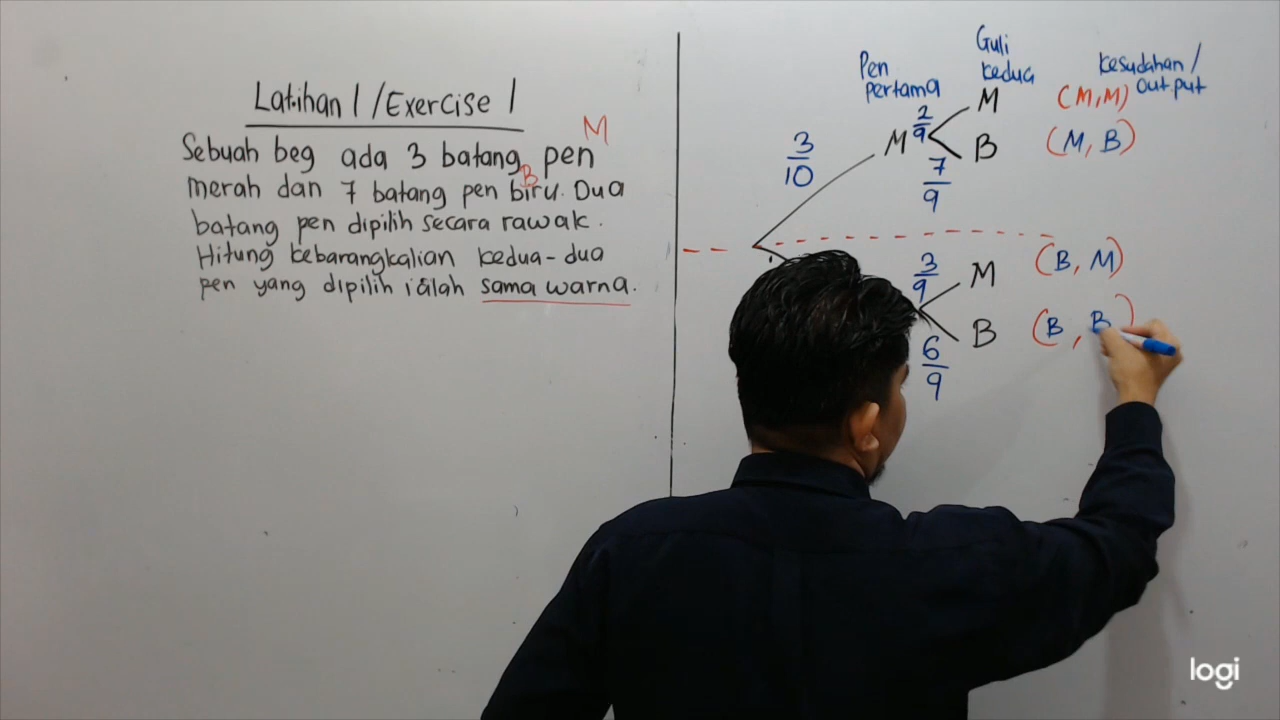 Latihan 1 / Exercise 1
M
Sebuah beg ada 3 batang pen
B
merah dan 7 batang pen biru. Dua
batang pen dipilih secara rawak.
Hitung kebarangkalian kedua-dua
pen yang dipilih ialah sama warna.
Pen
pertama
Guli
kedua
kesudahan /
output
3/10
M
2/9
M
(M,M)
7/9
B
(M, B)
3/9
M
(B, M)
6/9
B
(B, B)
logi